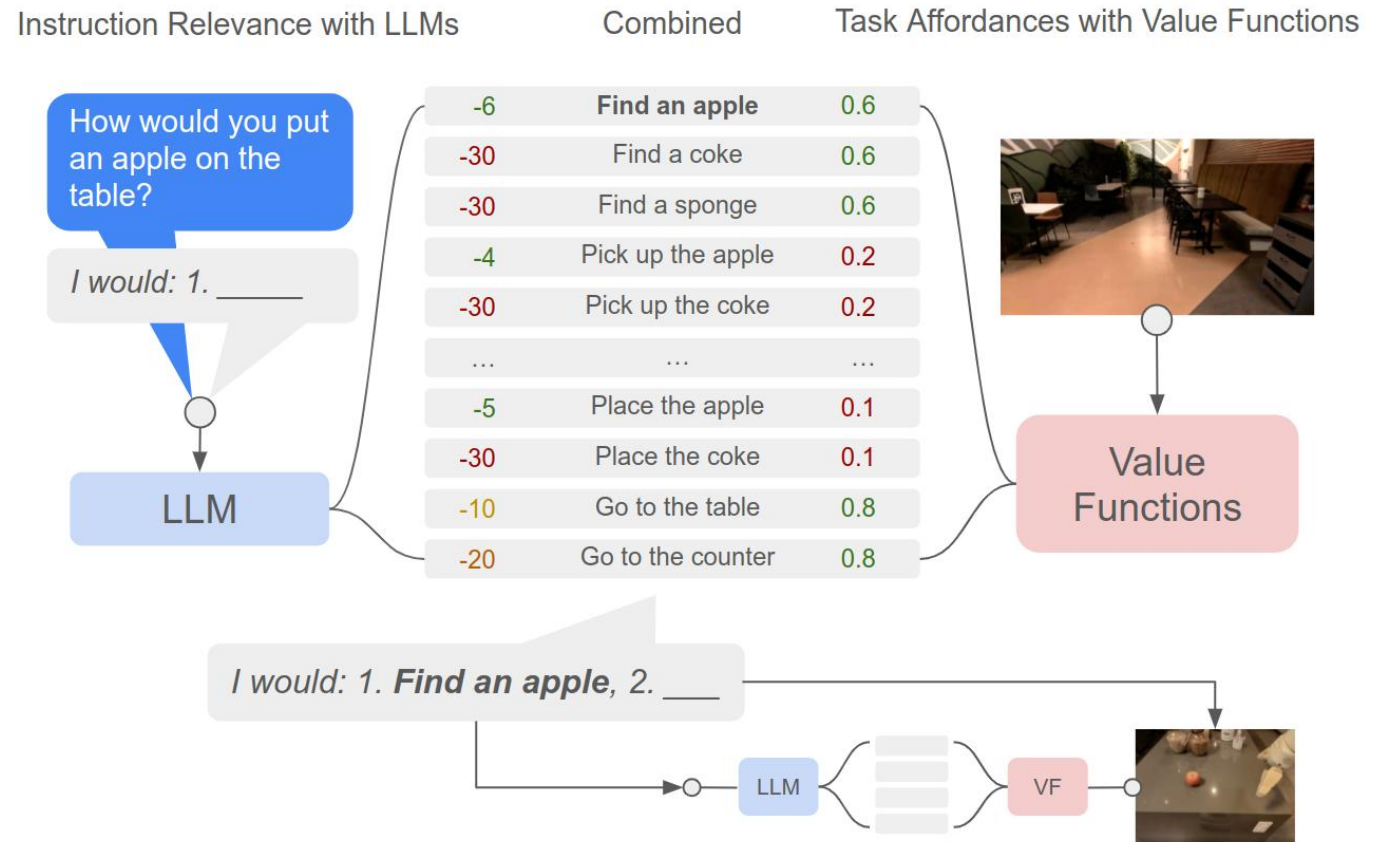 Instruction Relevance with LLMs
Combined
Task Affordances with Value Functions
How would you put
an apple on the
table?
I would: 1. _____
LLM
-6 Find an apple 0.6
-30 Find a coke 0.6
-30 Find a sponge 0.6
-4 Pick up the apple 0.2
-30 Pick up the coke 0.2
... ... ...
-5 Place the apple 0.1
-30 Place the coke 0.1
-10 Go to the table 0.8
-20 Go to the counter 0.8
Value
Functions
I would: 1. Find an apple, 2. ___
LLM
VF